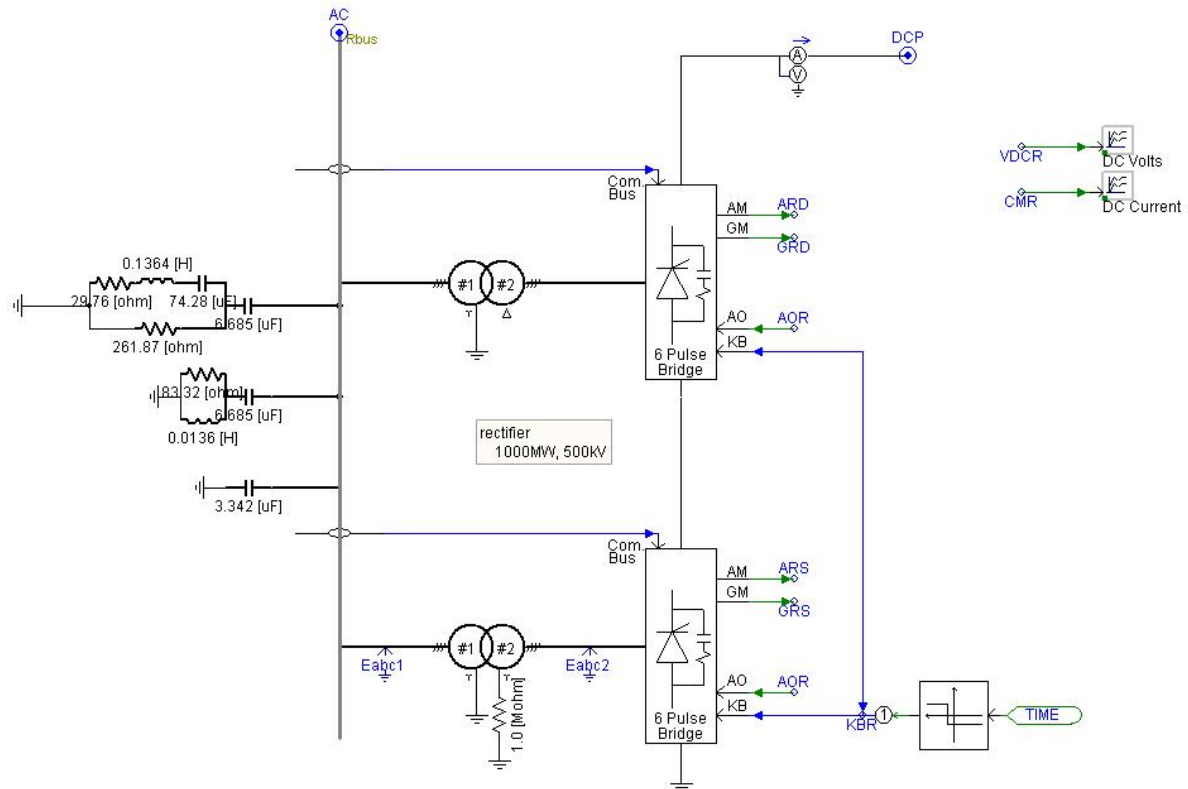 AC
Rbus
DCP
A
V
VDCR
DC Volts
CMR
DC Current
Com.
Bus
AM
ARD
GM
GRD
0.1364 [H]
29.76 [ohm]
74.28 [uF]
6.685 [uF]
261.87 [ohm]
#1
#2
AO
AOR
KB
6 Pulse
Bridge
83.32 [ohm]
6.685 [uF]
0.0136 [H]
rectifier
1000MW, 500kV
3.342 [uF]
Com.
Bus
AM
ARS
GM
GRS
#1
#2
Eabc1
Eabc2
1.0 [Mohm]
AO
AOR
KB
6 Pulse
Bridge
KBR
1
TIME